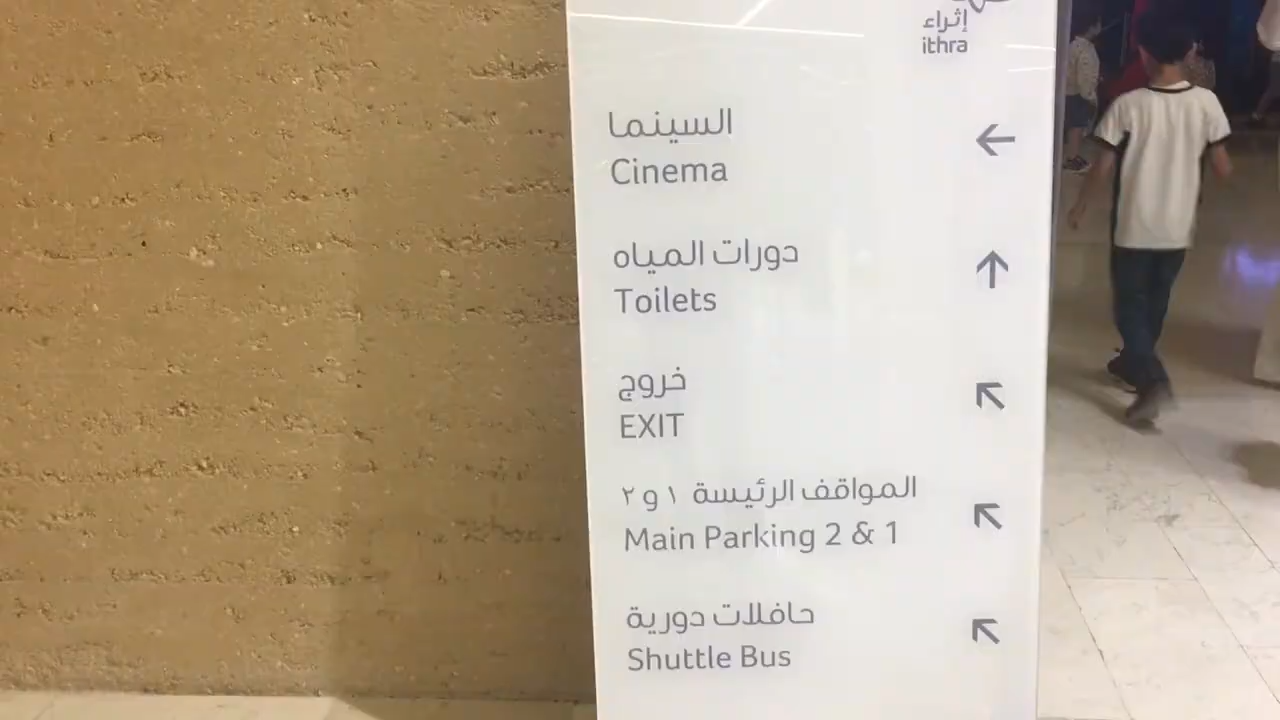 إثراء
ithra
السينما
Cinema
دورات المياه
Toilets
خروج
EXIT
المواقف الرئيسة ١ و ٢
Main Parking 2 & 1
حافلات دورية
Shuttle Bus